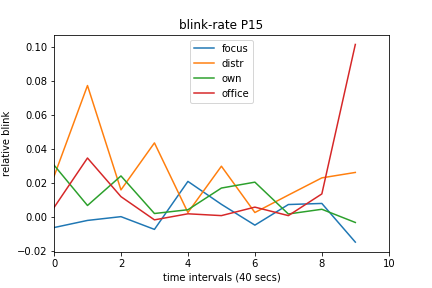 blink-rate P15
focus
distr
own
office
relative blink
0.10
0.08
0.06
0.04
0.02
0.00
−0.02
0 2 4 6 8 10
time intervals (40 secs)